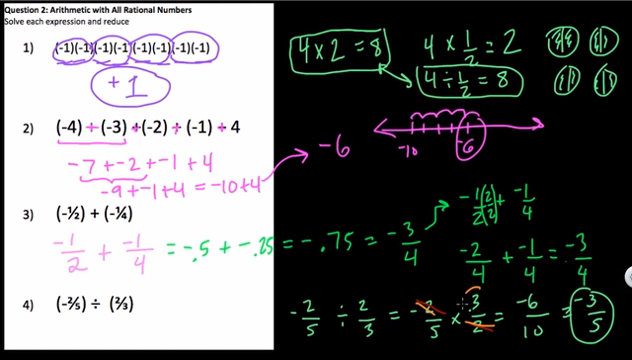 Question 2: Arithmetic with All Rational Numbers
Solve each expression and reduce
1) (-1)(-1)(-1)(-1)(-1)(-1)(-1)(-1)
+1
2) (-4) + (-3) + (-2) + (-1) + 4
-7 + -2 + -1 + 4
-9 + -1 + 4 = -10 + 4
-6
3) (-½) + (-¼)
-1/2 + -1/4 = -.5 + -.25 = -.75 = -3/4
4) (-⅖) ÷ (⅔)
4 x 2 = 8
4 x 1/2 = 2
4 ÷ 1/2 = 8
-10 -6
-1/2 (2/2) + -1/4
-2/4 + -1/4 = -3/4
-2/5 ÷ 2/3 = -2/5 x 3/2 = -6/10 = -3/5